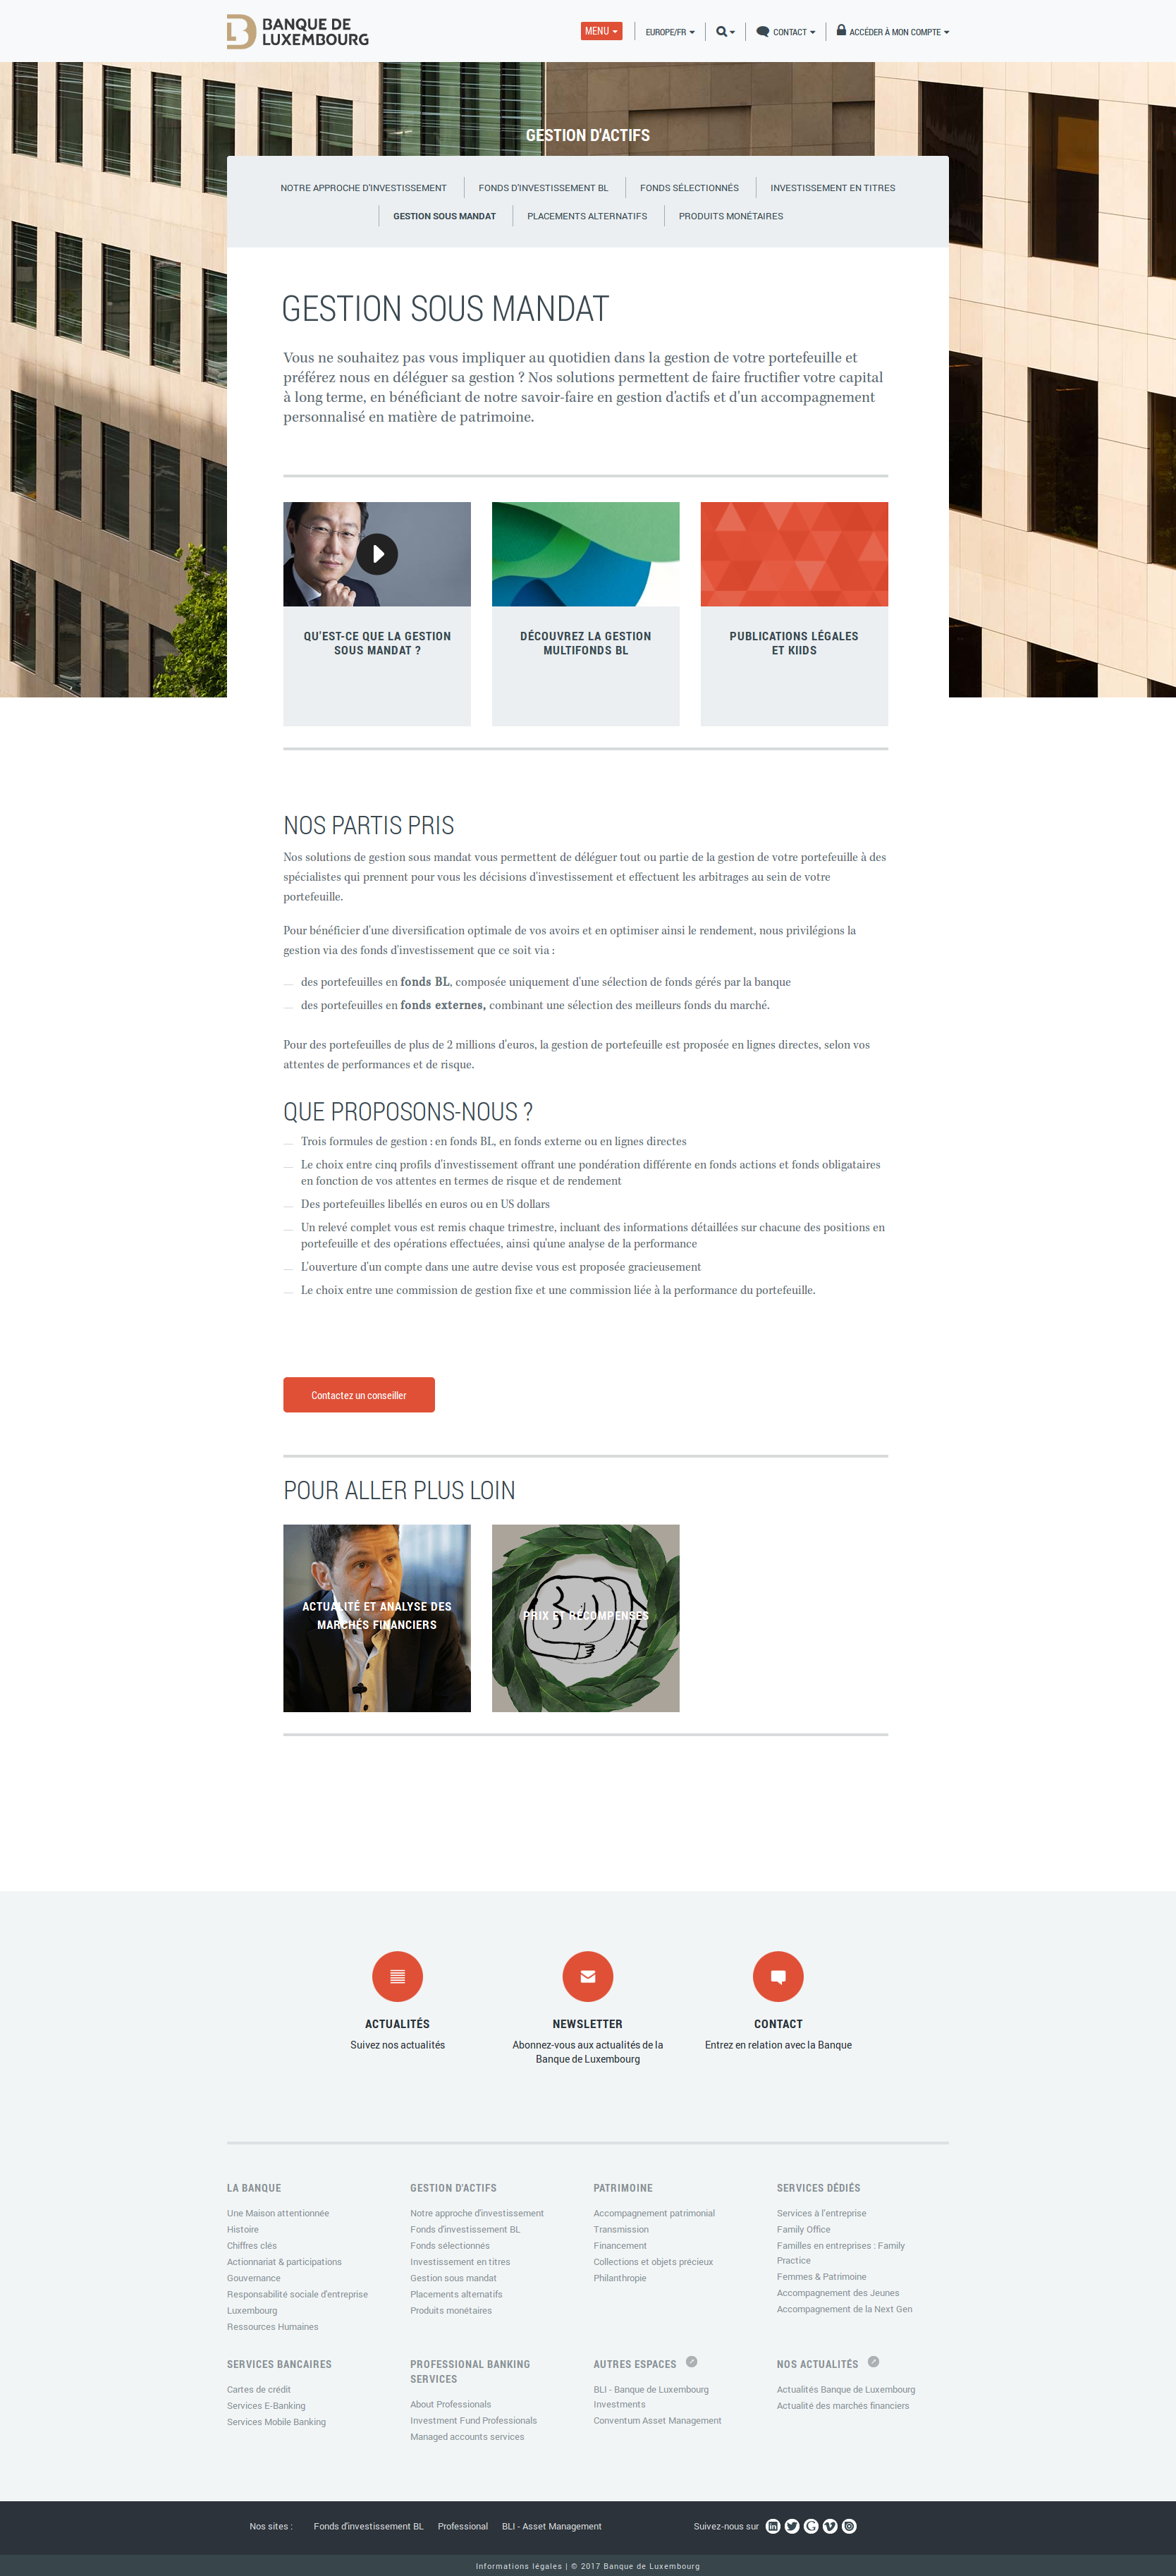 BANQUE DE
LUXEMBOURG
MENU
EUROPE/FR
CONTACT
ACCÉDER À MON COMPTE
GESTION D'ACTIFS
NOTRE APPROCHE D'INVESTISSEMENT
FONDS D'INVESTISSEMENT BL
FONDS SÉLECTIONNÉS
INVESTISSEMENT EN TITRES
GESTION SOUS MANDAT
PLACEMENTS ALTERNATIFS
PRODUITS MONÉTAIRES
GESTION SOUS MANDAT
Vous ne souhaitez pas vous impliquer au quotidien dans la gestion de votre portefeuille et
préférez nous en déléguer sa gestion ? Nos solutions permettent de faire fructifier votre capital
à long terme, en bénéficiant de notre savoir-faire en gestion d'actifs et d'un accompagnement
personnalisé en matière de patrimoine.
QU'EST-CE QUE LA GESTION
SOUS MANDAT ?
DÉCOUVREZ LA GESTION
MULTIFONDS BL
PUBLICATIONS LÉGALES
ET KIIDS
NOS PARTIS PRIS
Nos solutions de gestion sous mandat vous permettent de déléguer tout ou partie de la gestion de votre portefeuille à des
spécialistes qui prennent pour vous les décisions d'investissement et effectuent les arbitrages au sein de votre
portefeuille.
Pour bénéficier d'une diversification optimale de vos avoirs et en optimiser ainsi le rendement, nous privilégions la
gestion via des fonds d'investissement que ce soit via :
des portefeuilles en fonds BL, composée uniquement d'une sélection de fonds gérés par la banque
des portefeuilles en fonds externes, combinant une sélection des meilleurs fonds du marché.
Pour des portefeuilles de plus de 2 millions d'euros, la gestion de portefeuille est proposée en lignes directes, selon vos
attentes de performances et de risque.
QUE PROPOSONS-NOUS ?
Trois formules de gestion : en fonds BL, en fonds externe ou en lignes directes
Le choix entre cinq profils d'investissement offrant une pondération différente en fonds actions et fonds obligataires
en fonction de vos attentes en termes de risque et de rendement
Des portefeuilles libellés en euros ou en US dollars
Un relevé complet vous est remis chaque trimestre, incluant des informations détaillées sur chacune des positions en
portefeuille et des opérations effectuées, ainsi qu'une analyse de la performance
L'ouverture d'un compte dans une autre devise vous est proposé gracieusement
Le choix entre une commission de gestion fixe et une commission liée à la performance du portefeuille.
Contactez un conseiller
POUR ALLER PLUS LOIN
ACTUALITÉ ET ANALYSE DES
MARCHÉS FINANCIERS
PRIX ET RÉCOMPENSES
ACTUALITÉS
Suivez nos actualités
NEWSLETTER
Abonnez-vous aux actualités de la
Banque de Luxembourg
CONTACT
Entrez en relation avec la Banque
LA BANQUE
Une Maison attentionnée
Histoire
Chiffres clés
Actionnariat & participations
Gouvernance
Responsabilité sociale d'entreprise
Luxembourg
Ressources Humaines
GESTION D'ACTIFS
Notre approche d'investissement
Fonds d'investissement BL
Fonds sélectionnés
Investissement en titres
Gestion sous mandat
Placements alternatifs
Produits monétaires
PATRIMOINE
Accompagnement patrimonial
Transmission
Financement
Collections et objets précieux
Philanthropie
SERVICES DÉDIÉS
Services à l'entreprise
Family Office
Familles en entreprises : Family
Practice
Femmes & Patrimoine
Accompagnement des Jeunes
Accompagnement de la Next Gen
SERVICES BANCAIRES
Cartes de crédit
Services E-Banking
Services Mobile Banking
PROFESSIONAL BANKING
SERVICES
About Professionals
Investment Fund Professionals
Managed accounts services
AUTRES ESPACES
BLI - Banque de Luxembourg
Investments
Conventum Asset Management
NOS ACTUALITÉS
Actualités Banque de Luxembourg
Actualité des marchés financiers
Nos sites :
Fonds d'investissement BL
Professional
BLI - Asset Management
Suivez-nous sur
Informations légales | © 2017 Banque de Luxembourg